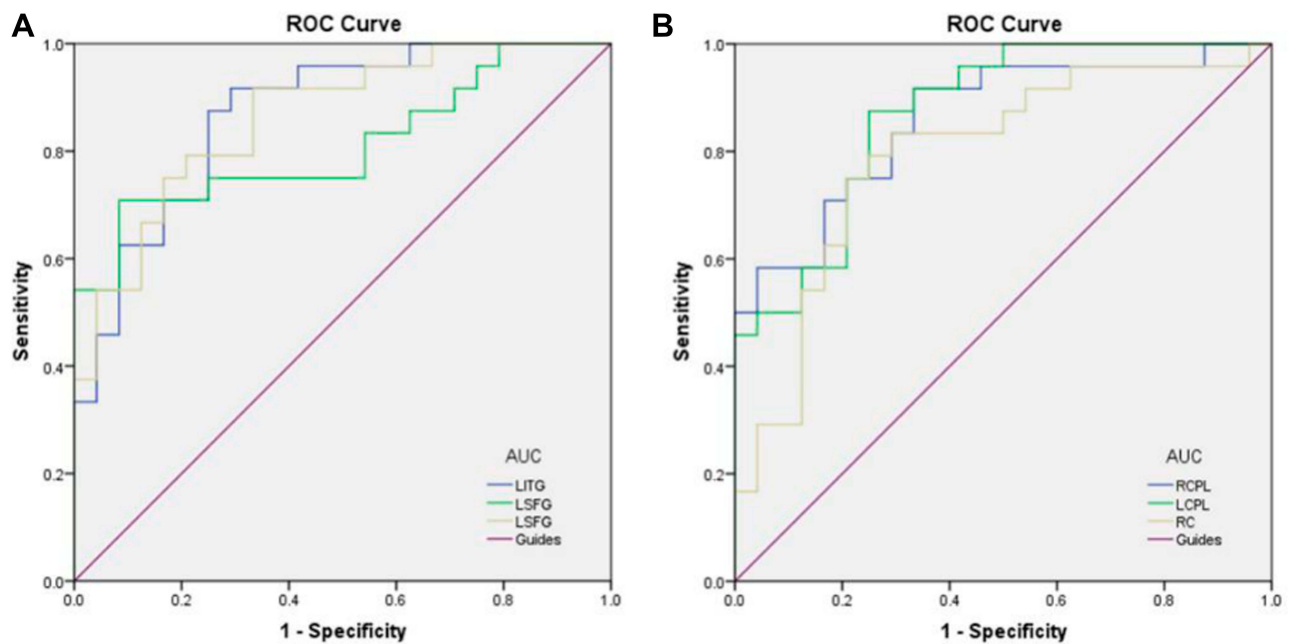 A
ROC Curve
1.0
0.8
0.6
0.4
0.2
0.0
Sensitivity
AUC
LITG
LSFG
LSFG
Guides
0.0 0.2 0.4 0.6 0.8 1.0
1 - Specificity
B
ROC Curve
1.0
0.8
0.6
0.4
0.2
0.0
Sensitivity
AUC
RCPL
LCPL
RC
Guides
0.0 0.2 0.4 0.6 0.8 1.0
1 - Specificity